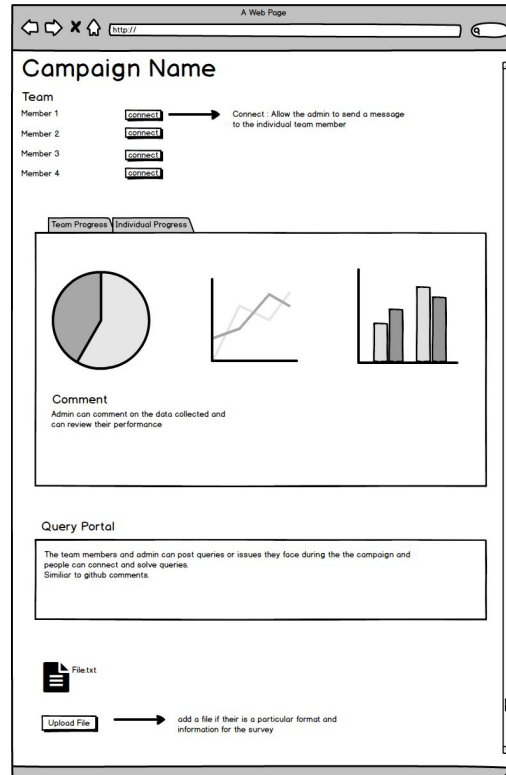 A Web Page
http://
Campaign Name
Team
Member 1
connect
Connect : Allow the admin to send a message
to the individual team member
Member 2
connect
Member 3
connect
Member 4
connect
Team Progress
Individual Progress
Comment
Admin can comment on the data collected and
can review their performance
Query Portal
The team members and admin can post queries or issues they face during the the campaign and
people can connect and solve queries.
Similiar to github comments.
File.txt
Upload File
add a file if their is a particular format and
information for the survey